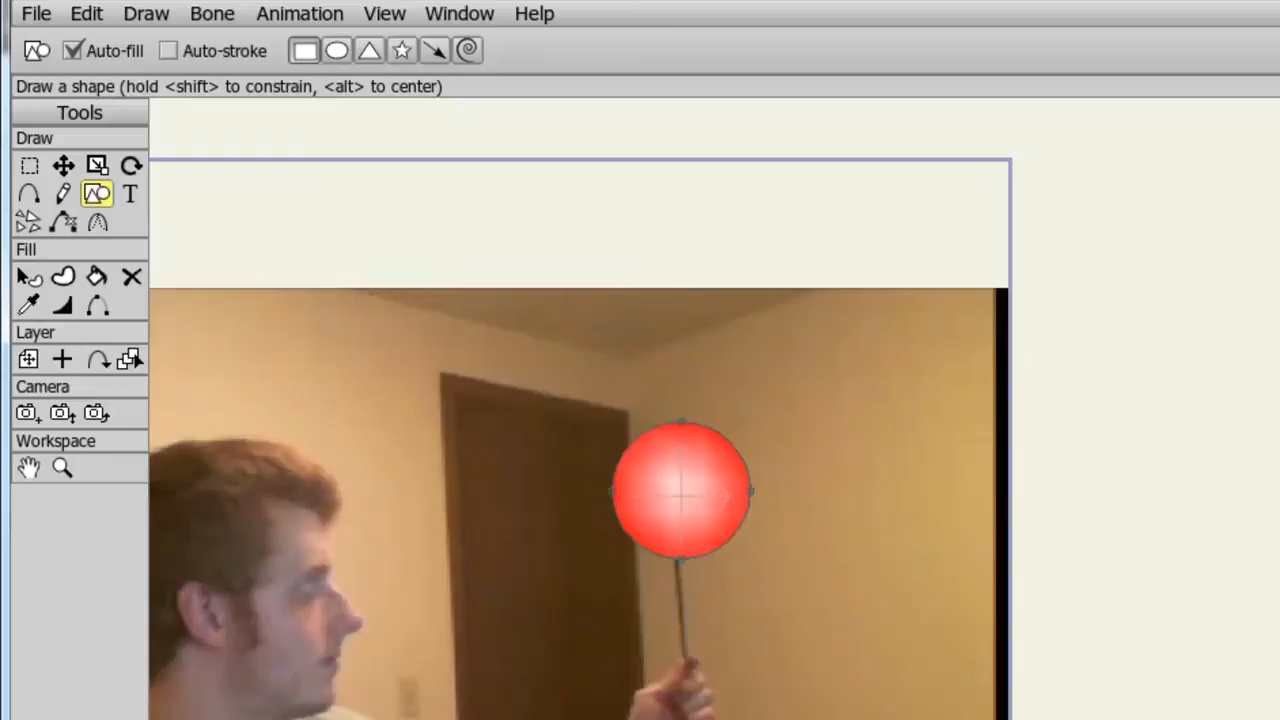 File Edit Draw Bone Animation View Window Help
Auto-fill Auto-stroke
Draw a shape (hold <shift> to constrain, <alt> to center)
Tools
Draw
T
Fill
Layer
Camera
Workspace